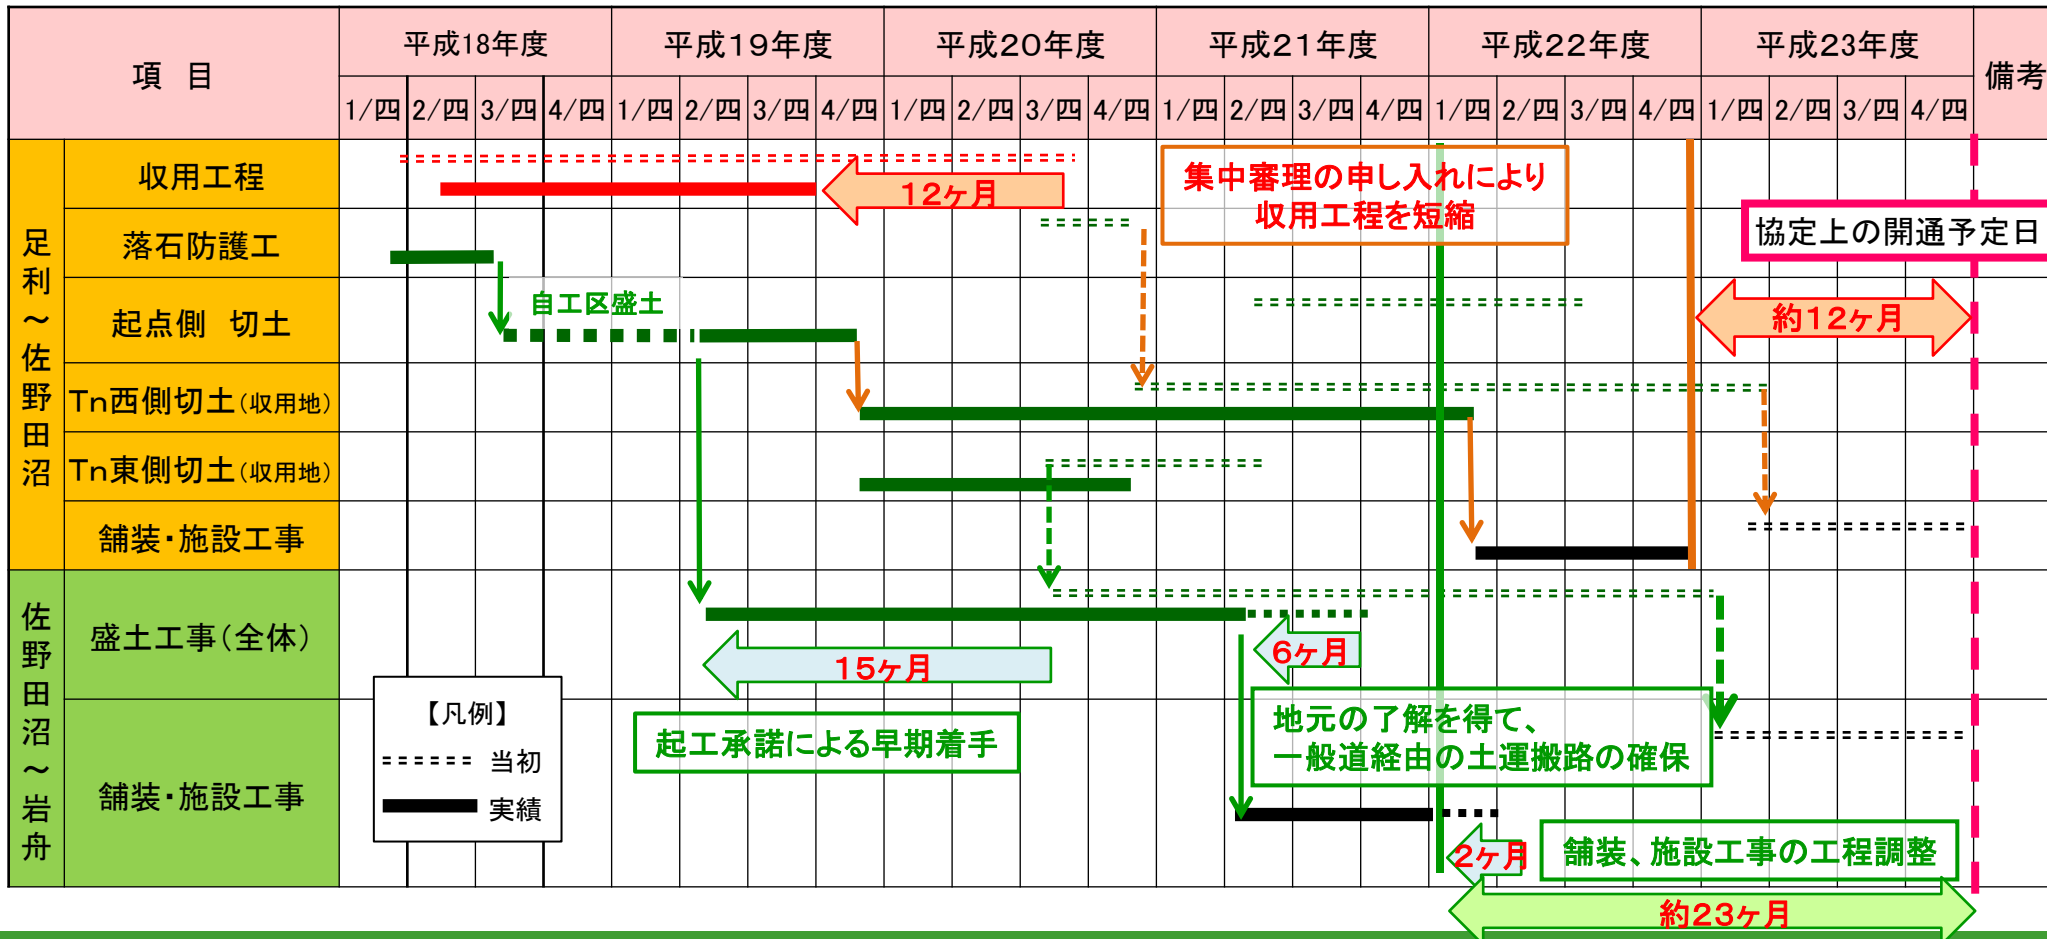 項 目
平成18年度
平成19年度
平成20年度
平成21年度
平成22年度
平成23年度
備考
1/四 2/四 3/四 4/四 1/四 2/四 3/四 4/四 1/四 2/四 3/四 4/四 1/四 2/四 3/四 4/四 1/四 2/四 3/四 4/四 1/四 2/四 3/四 4/四
足利～佐野田沼
収用工程
12ヶ月
集中審理の申し入れにより
収用工程を短縮
落石防護工
協定上の開通予定日
自工区盛土
起点側 切土
約12ヶ月
Tn西側切土(収用地)
Tn東側切土(収用地)
舗装・施設工事
佐野田沼～岩舟
盛土工事(全体)
15ヶ月
6ヶ月
【凡例】
当初
実績
起工承諾による早期着手
地元の了解を得て、
一般道経由の土運搬路の確保
舗装・施設工事
2ヶ月
舗装、施設工事の工程調整
約23ヶ月